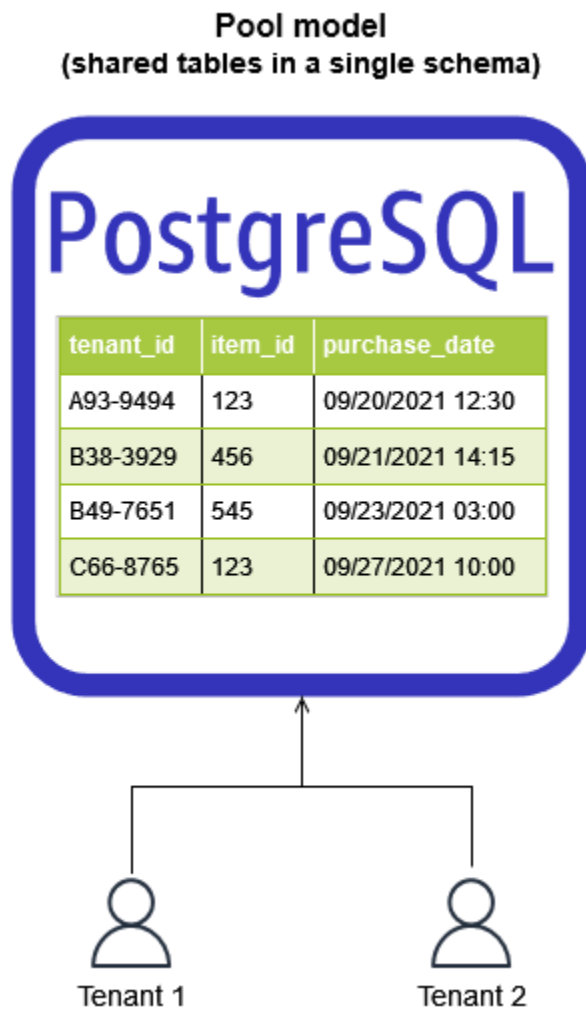 Pool model
(shared tables in a single schema)
PostgreSQL
tenant_id item_id purchase_date
A93-9494 123 09/20/2021 12:30
B38-3929 456 09/21/2021 14:15
B49-7651 545 09/23/2021 03:00
C66-8765 123 09/27/2021 10:00
Tenant 1 Tenant 2